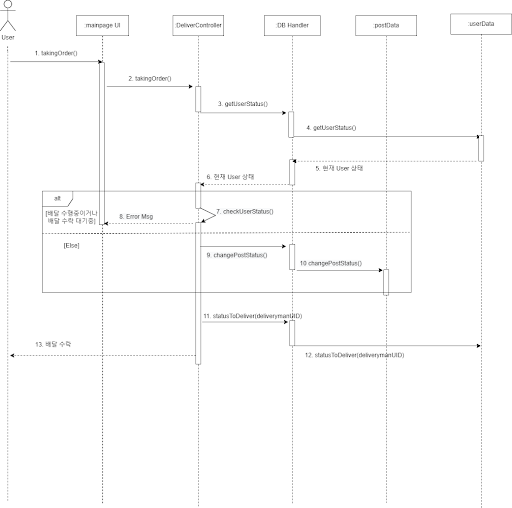 :mainpage UI
:DeliverController
:DB Handler
:postData
:userData
User
1. takingOrder()
2. takingOrder()
3. getUserStatus()
4. getUserStatus()
5. 현재 User 상태
6. 현재 User 상태
alt
[배달 수행중이거나
배달 수락 대기중]
7. checkUserStatus()
8. Error Msg
[Else]
9. changePostStatus()
10 changePostStatus()
11. statusToDeliver(deliverymanUID)
13. 배달 수락
12. statusToDeliver(deliverymanUID)